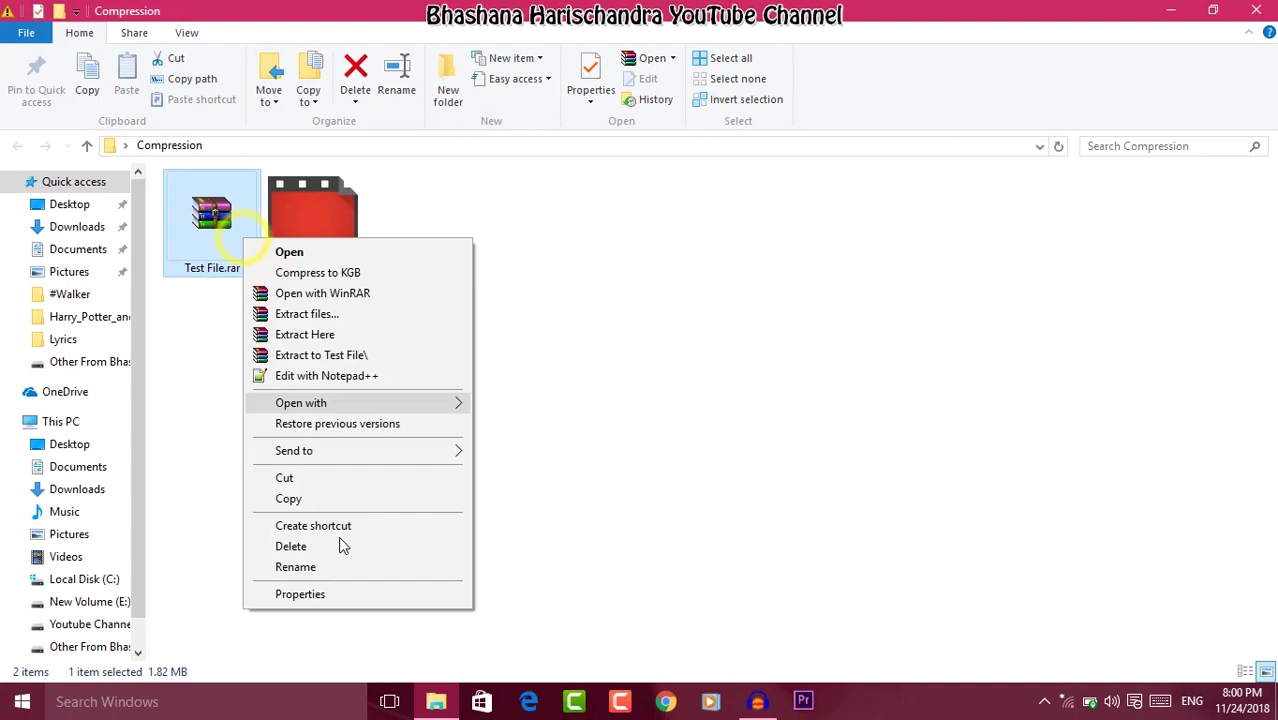 Compression
Bhashana Harischandra YouTube Channel
File
Home
Share
View
Pin to Quick
access
Copy
Paste
Cut
Copy path
Paste shortcut
Clipboard
Move
to
Copy
to
Delete
Rename
Organize
New
folder
New item
Easy access
New
Properties
Open
Edit
History
Open
Select all
Select none
Invert selection
Select
Compression
Search Compression
Quick access
Desktop
Downloads
Documents
Pictures
#Walker
Harry_Potter_an
Lyrics
Other From Bhas
OneDrive
This PC
Desktop
Documents
Downloads
Music
Pictures
Videos
Local Disk (C:)
New Volume (E:)
Youtube Channe
Other From Bhas
Test File.rar
Open
Compress to KGB
Open with WinRAR
Extract files...
Extract Here
Extract to Test File\
Edit with Notepad++
Open with
Restore previous versions
Send to
Cut
Copy
Create shortcut
Delete
Rename
Properties
2 items 1 item selected 1.82 MB
Search Windows
Pr
ENG
8:00 PM
11/24/2018